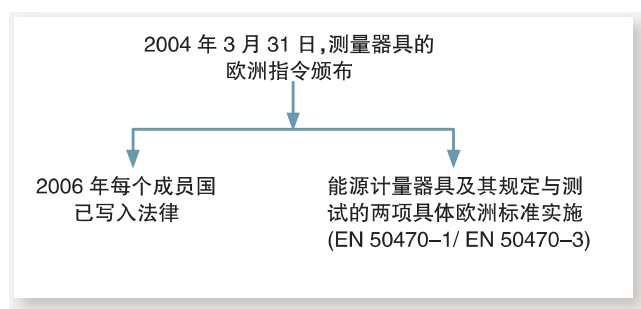 2004 年 3 月 31 日,测量器具的
欧洲指令颁布
2006 年每个成员国
已写入法律
能源计量器具及其规定与测
试的两项具体欧洲标准实施
(EN 50470–1/ EN 50470–3)